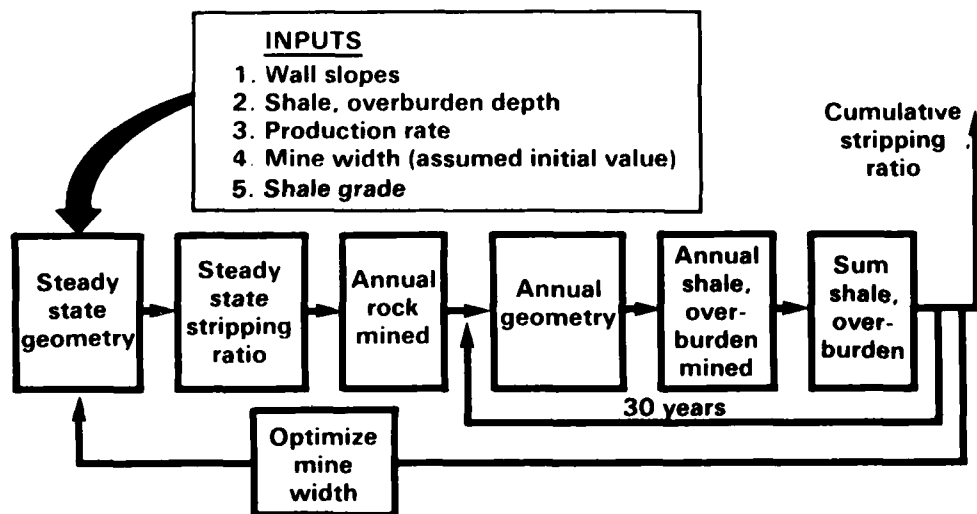 INPUTS
1. Wall slopes
2. Shale, overburden depth
3. Production rate
4. Mine width (assumed initial value)
5. Shale grade
Cumulative
stripping
ratio
Steady
state
geometry
Steady
state
stripping
ratio
Annual
rock
mined
Annual
geometry
Annual
shale,
over-
burden
mined
Sum
shale,
over-
burden
30 years
Optimize
mine
width